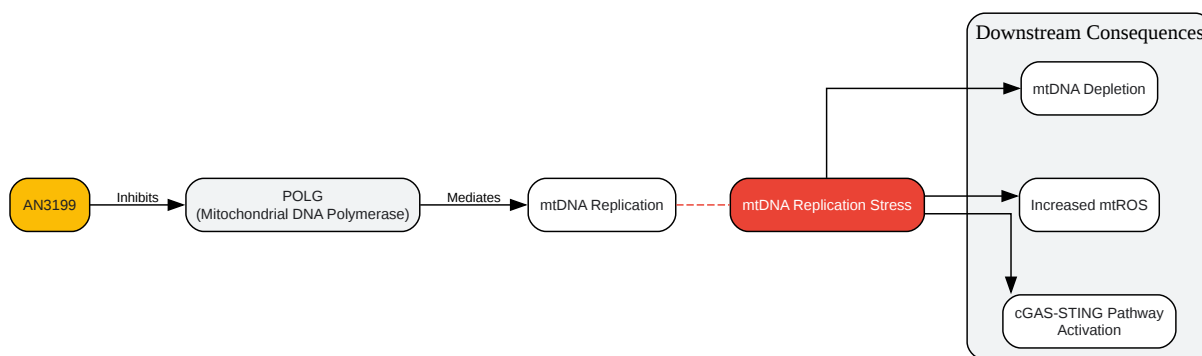 Downstream Consequences
mtDNA Depletion
AN3199
Inhibits
POLG
(Mitochondrial DNA Polymerase)
Mediates
mtDNA Replication
mtDNA Replication Stress
Increased mtROS
cGAS-STING Pathway
Activation